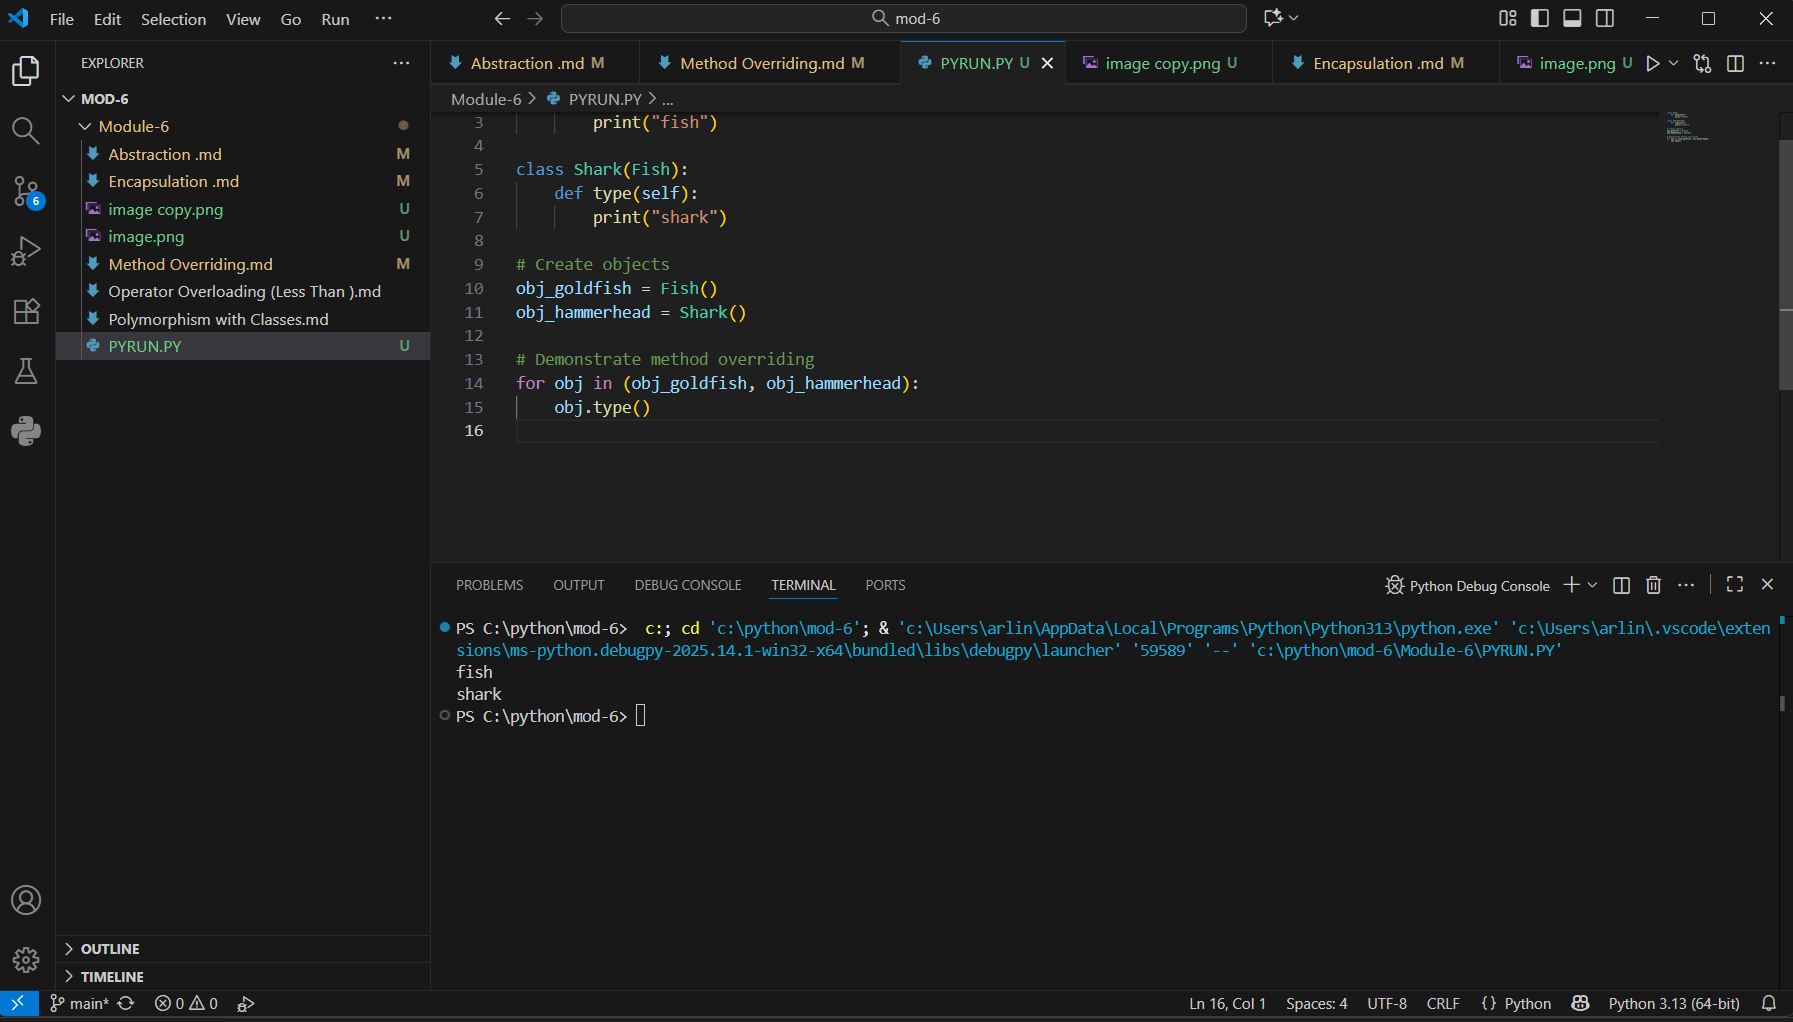 File Edit Selection View Go Run ···
mod-6
EXPLORER ···
MOD-6
Module-6
Abstraction .md M
Encapsulation .md M
image copy.png U
image.png U
Method Overriding.md M
Operator Overloading (Less Than ).md
Polymorphism with Classes.md
PYRUN.PY U
6
OUTLINE
TIMELINE
Abstraction .md M Method Overriding.md M PYRUN.PY U image copy.png U Encapsulation .md M image.png U ···
Module-6 > PYRUN.PY > ...
3 print("fish")
4
5 class Shark(Fish):
6 def type(self):
7 print("shark")
8
9 # Create objects
10 obj_goldfish = Fish()
11 obj_hammerhead = Shark()
12
13 # Demonstrate method overriding
14 for obj in (obj_goldfish, obj_hammerhead):
15 obj.type()
16
PROBLEMS OUTPUT DEBUG CONSOLE TERMINAL PORTS Python Debug Console ···
PS C:\python\mod-6> c:; cd 'c:\python\mod-6'; & 'c:\Users\arlin\AppData\Local\Programs\Python\Python313\python.exe' 'c:\Users\arlin\.vscode\exten
sions\ms-python.debugpy-2025.14.1-win32-x64\bundled\libs\debugpy\launcher' '59589' '--' 'c:\python\mod-6\Module-6\PYRUN.PY'
fish
shark
PS C:\python\mod-6>
main* 0 0 Ln 16, Col 1 Spaces: 4 UTF-8 CRLF {} Python Python 3.13 (64-bit)